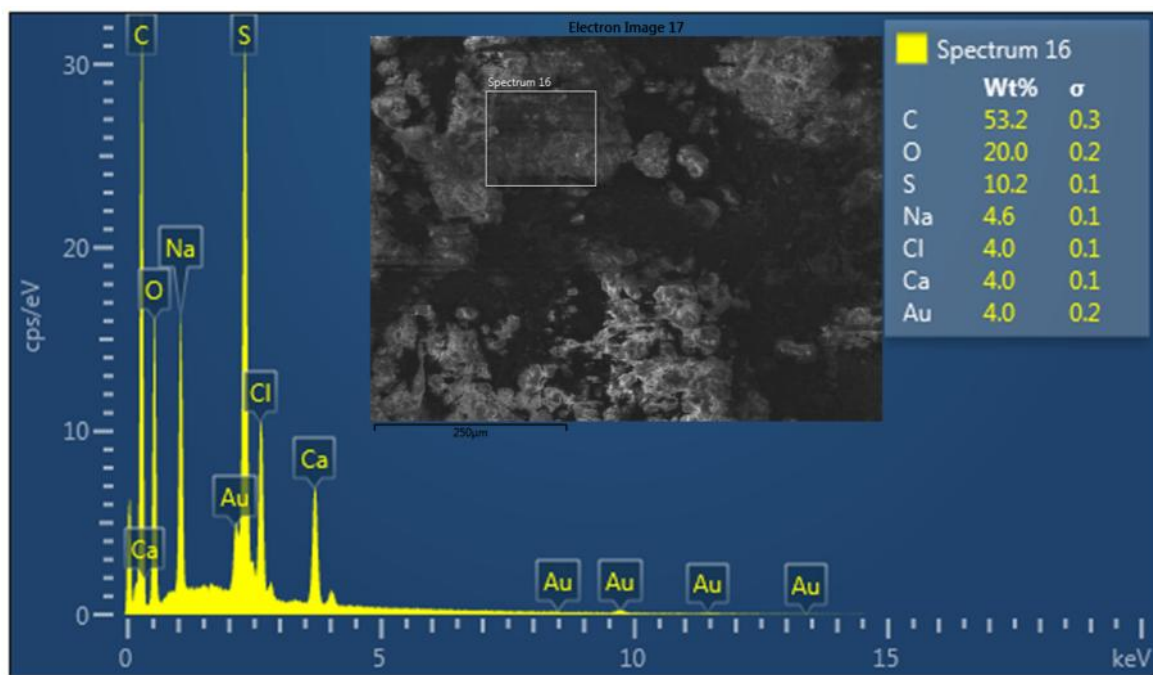 C
S
Electron Image 17
Spectrum 16
30
Na
O
20
cps/eV
Cl
10
Ca
Au
Ca
250μm
Au
Au
Au
Au
0
0
5
10
15
keV
Spectrum 16
Wt% σ
C 53.2 0.3
O 20.0 0.2
S 10.2 0.1
Na 4.6 0.1
Cl 4.0 0.1
Ca 4.0 0.1
Au 4.0 0.2